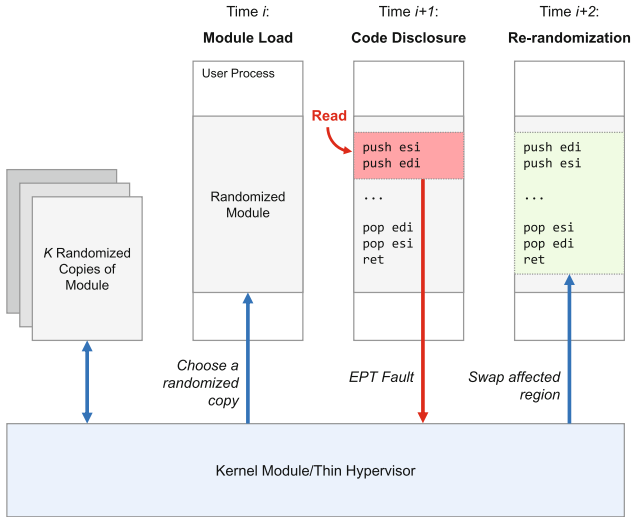 Time i:
Module Load
Time i+1:
Code Disclosure
Time i+2:
Re-randomization
User Process
Randomized
Module
Read
push esi
push edi
...
pop edi
pop esi
ret
push edi
push esi
...
pop esi
pop edi
ret
K Randomized
Copies of
Module
Choose a
randomized
copy
EPT Fault
Swap affected
region
Kernel Module/Thin Hypervisor